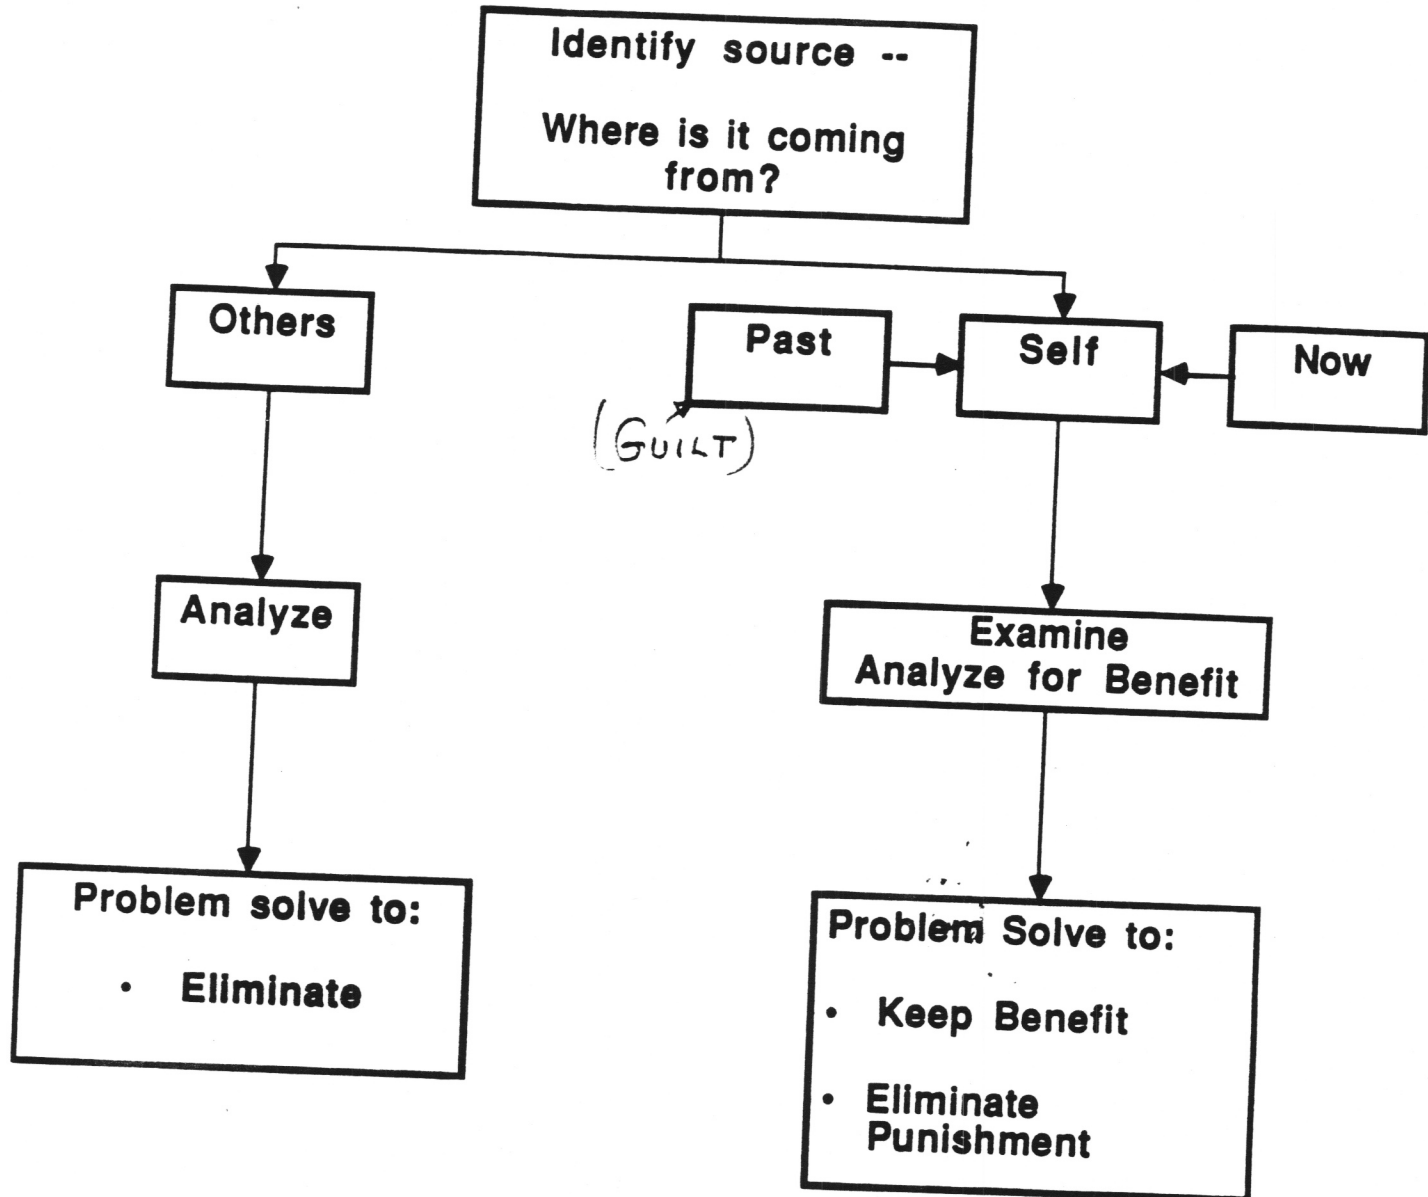 Identify source --
Where is it coming
from?
Others
Past
Self
Now
(GUILT)
Analyze
Examine
Analyze for Benefit
Problem solve to:
• Eliminate
Problem Solve to:
• Keep Benefit
• Eliminate
Punishment